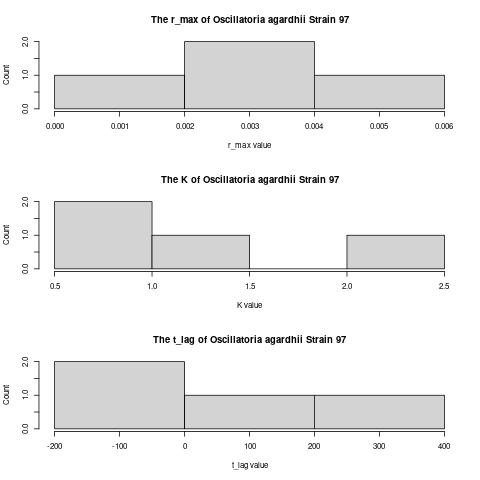 The r_max of Oscillatoria agardhii Strain 97
Count
0.0 1.0 2.0
0.000 0.001 0.002 0.003 0.004 0.005 0.006
r_max value
The K of Oscillatoria agardhii Strain 97
Count
0.0 1.0 2.0
0.5 1.0 1.5 2.0 2.5
K value
The t_lag of Oscillatoria agardhii Strain 97
Count
0.0 1.0 2.0
-200 -100 0 100 200 300 400
t_lag value